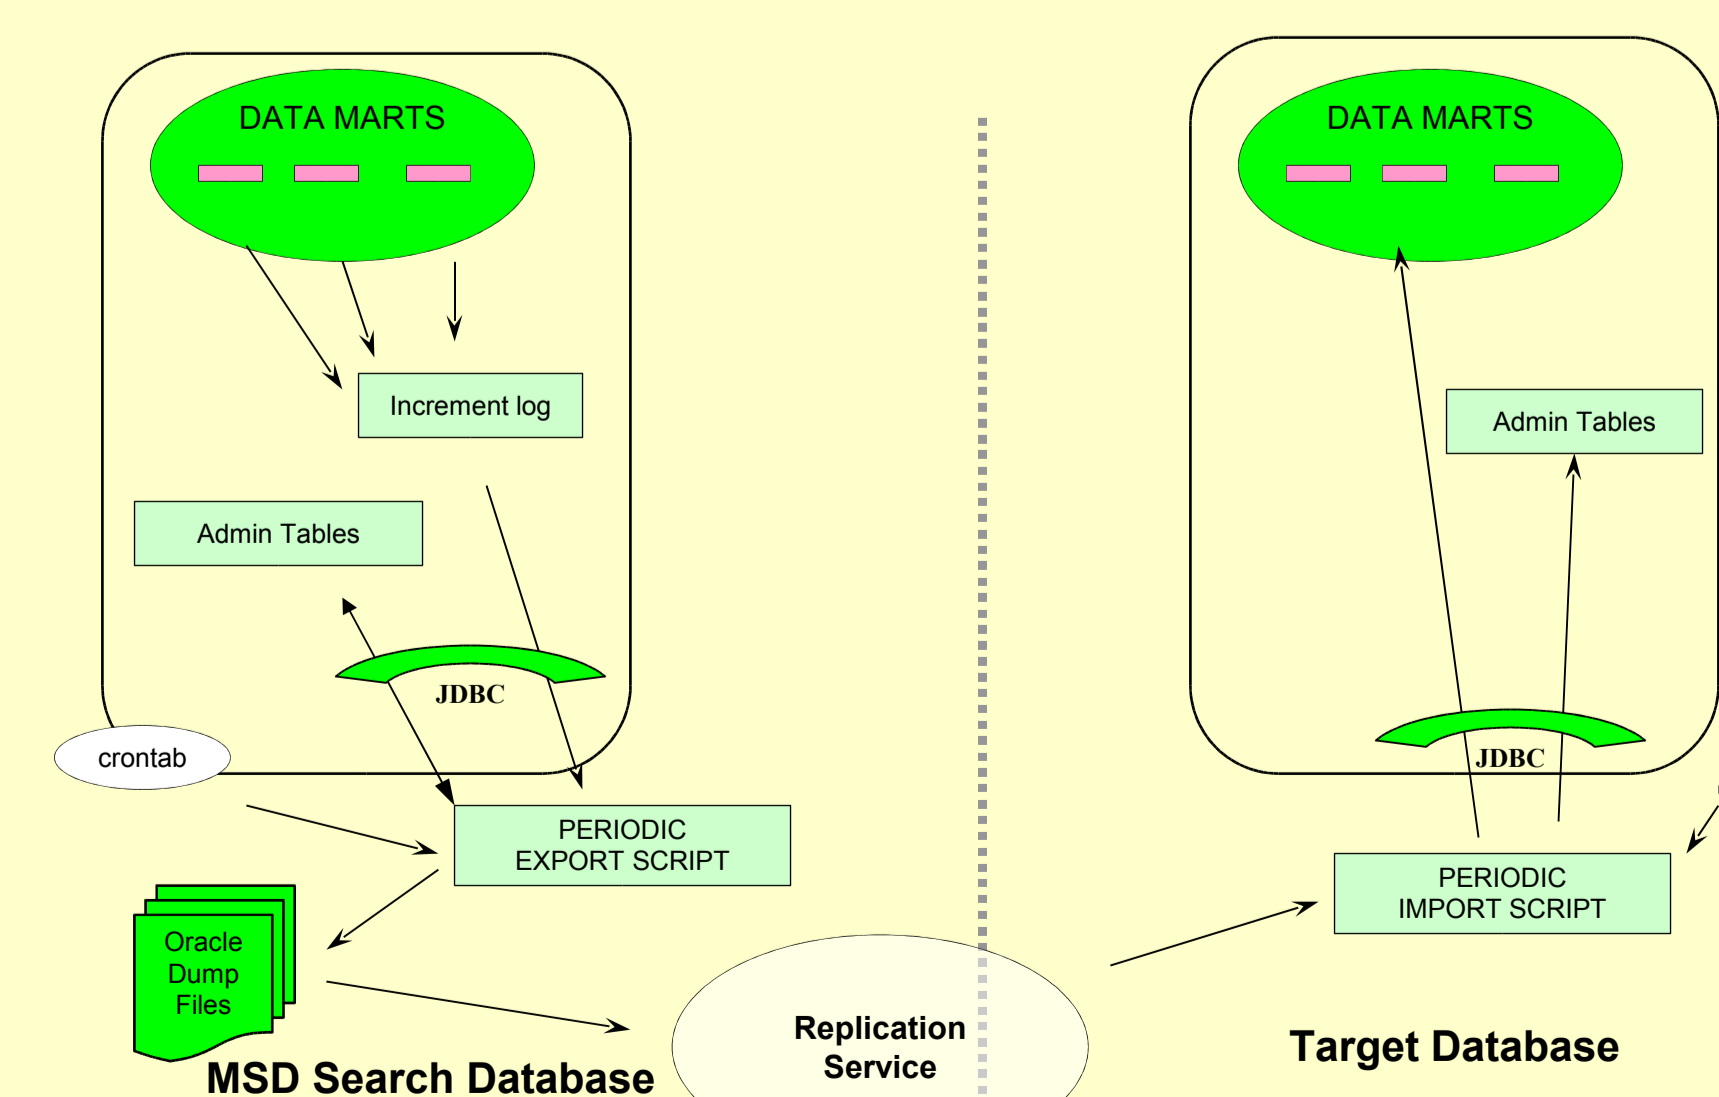 DATA MARTS
Increment log
Admin Tables
JDBC
crontab
PERIODIC
EXPORT SCRIPT
Oracle
Dump
Files
MSD Search Database
Replication
Service
DATA MARTS
Admin Tables
JDBC
PERIODIC
IMPORT SCRIPT
Target Database